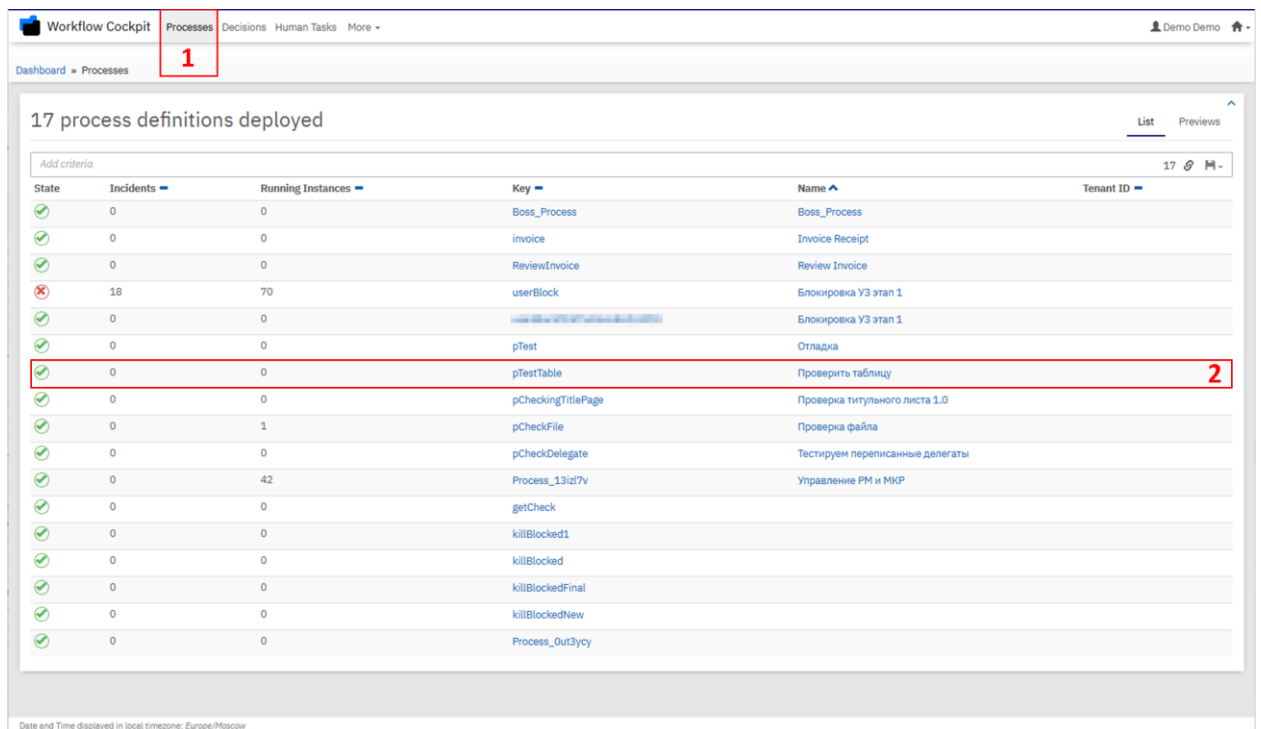 Workflow Cockpit Processes Decisions Human Tasks More Demo Demo
1
Dashboard » Processes
17 process definitions deployed List Previews
Add criteria 17
State Incidents Running Instances Key Name Tenant ID
0 0 Boss_Process Boss_Process
0 0 invoice Invoice Receipt
0 0 ReviewInvoice Review Invoice
18 70 userBlock Блокировка УЗ этап 1
0 0 Блокировка УЗ этап 1
0 0 pTest Отладка
0 0 pTestTable Проверить таблицу 2
0 0 pCheckingTitlePage Проверка титульного листа 1.0
0 1 pCheckFile Проверка файла
0 0 pCheckDelegate Тестируем переписанные делегаты
0 42 Process_13izl7v Управление РМ и МКР
0 0 getCheck
0 0 killBlocked1
0 0 killBlocked
0 0 killBlockedFinal
0 0 killBlockedNew
0 0 Process_0ut3ycy
Date and Time displayed in local timezone: Europe/Moscow